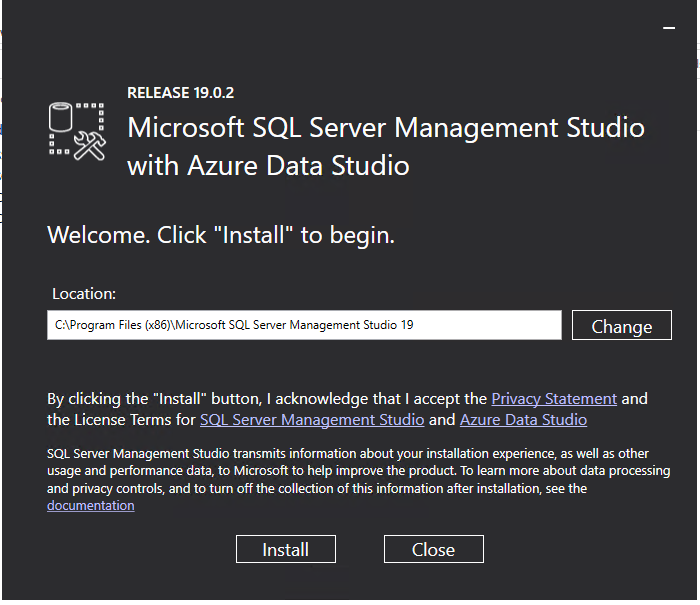 RELEASE 19.0.2
Microsoft SQL Server Management Studio
with Azure Data Studio
Welcome. Click "Install" to begin.
Location:
C:\Program Files (x86)\Microsoft SQL Server Management Studio 19
Change
By clicking the "Install" button, I acknowledge that I accept the Privacy Statement and
the License Terms for SQL Server Management Studio and Azure Data Studio
SQL Server Management Studio transmits information about your installation experience, as well as other
usage and performance data, to Microsoft to help improve the product. To learn more about data processing
and privacy controls, and to turn off the collection of this information after installation, see the
documentation
Install
Close